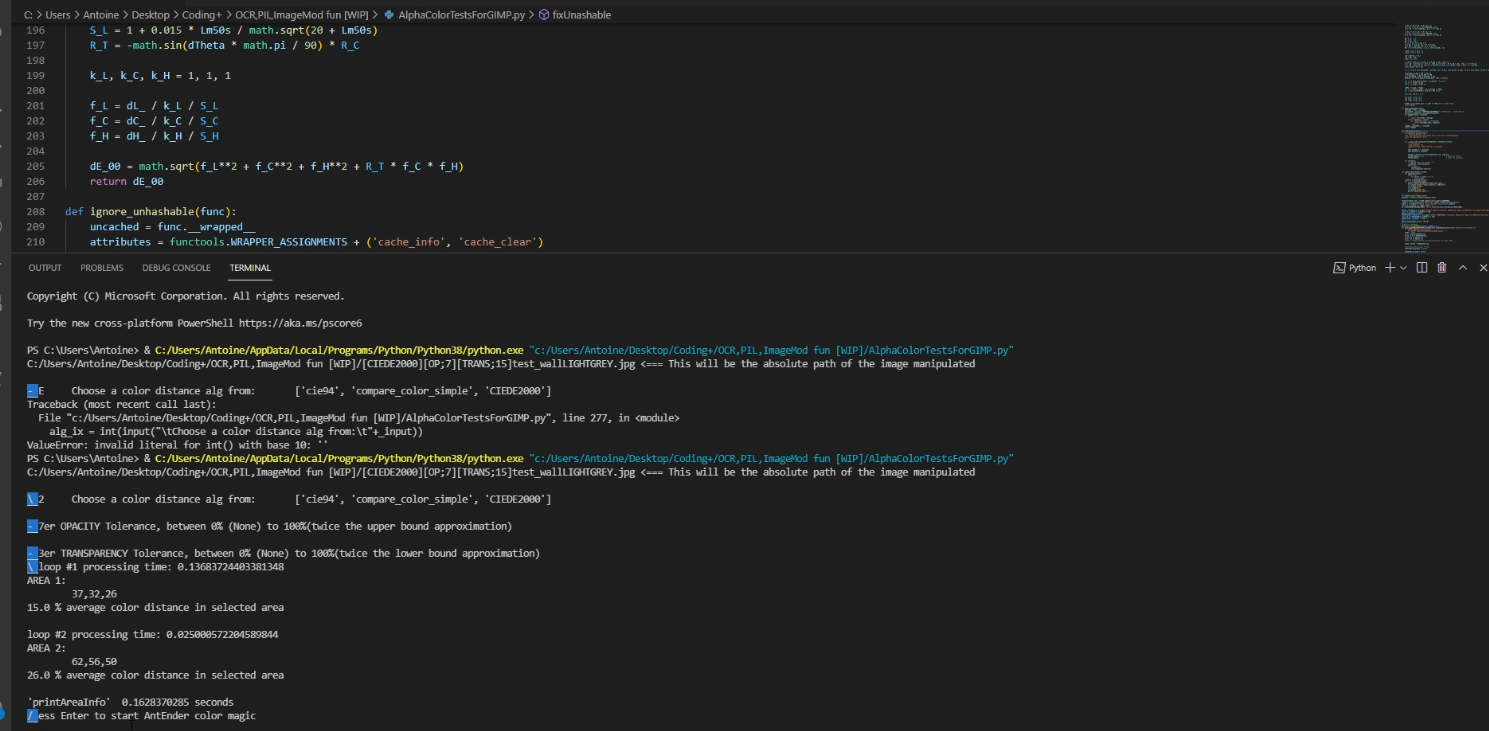 C: > Users > Antoine > Desktop > Coding+ > OCR,PIL,ImageMod fun [WIP] > AlphaColorTestsForGIMP.py > fixUnashable
196 S_L = 1 + 0.015 * Lm50s / math.sqrt(20 + Lm50s)
197 R_T = -math.sin(dTheta * math.pi / 90) * R_C
198
199 k_L, k_C, k_H = 1, 1, 1
200
201 f_L = dL_ / k_L / S_L
202 f_C = dC_ / k_C / S_C
203 f_H = dH_ / k_H / S_H
204
205 dE_00 = math.sqrt(f_L**2 + f_C**2 + f_H**2 + R_T * f_C * f_H)
206 return dE_00
207
208 def ignore_unhashable(func):
209 uncached = func.__wrapped__
210 attributes = functools.WRAPPER_ASSIGNMENTS + ('cache_info', 'cache_clear')
OUTPUT PROBLEMS DEBUG CONSOLE TERMINAL Python
Copyright (C) Microsoft Corporation. All rights reserved.
Try the new cross-platform PowerShell https://aka.ms/pscore6
PS C:\Users\Antoine> & C:/Users/Antoine/AppData/Local/Programs/Python/Python38/python.exe "c:/Users/Antoine/Desktop/Coding+/OCR,PIL,ImageMod fun [WIP]/AlphaColorTestsForGIMP.py"
C:/Users/Antoine/Desktop/Coding+/OCR,PIL,ImageMod fun [WIP]/[CIEDE2000][OP;7][TRANS;15]test_wallLIGHTGREY.jpg <=== This will be the absolute path of the image manipulated
- E Choose a color distance alg from: ['cie94', 'compare_color_simple', 'CIEDE2000']
Traceback (most recent call last):
File "c:/Users/Antoine/Desktop/Coding+/OCR,PIL,ImageMod fun [WIP]/AlphaColorTestsForGIMP.py", line 277, in <module>
alg_ix = int(input("\tChoose a color distance alg from:\t"+_input))
ValueError: invalid literal for int() with base 10: ''
PS C:\Users\Antoine> & C:/Users/Antoine/AppData/Local/Programs/Python/Python38/python.exe "c:/Users/Antoine/Desktop/Coding+/OCR,PIL,ImageMod fun [WIP]/AlphaColorTestsForGIMP.py"
C:/Users/Antoine/Desktop/Coding+/OCR,PIL,ImageMod fun [WIP]/[CIEDE2000][OP;7][TRANS;15]test_wallLIGHTGREY.jpg <=== This will be the absolute path of the image manipulated
\ 2 Choose a color distance alg from: ['cie94', 'compare_color_simple', 'CIEDE2000']
- 7er OPACITY Tolerance, between 0% (None) to 100%(twice the upper bound approximation)
- 3er TRANSPARENCY Tolerance, between 0% (None) to 100%(twice the lower bound approximation)
\ loop #1 processing time: 0.13683724403381348
AREA 1:
37,32,26
15.0 % average color distance in selected area
loop #2 processing time: 0.025000572204589844
AREA 2:
62,56,50
26.0 % average color distance in selected area
'printAreaInfo' 0.1628370285 seconds
/ ess Enter to start AntEnder color magic